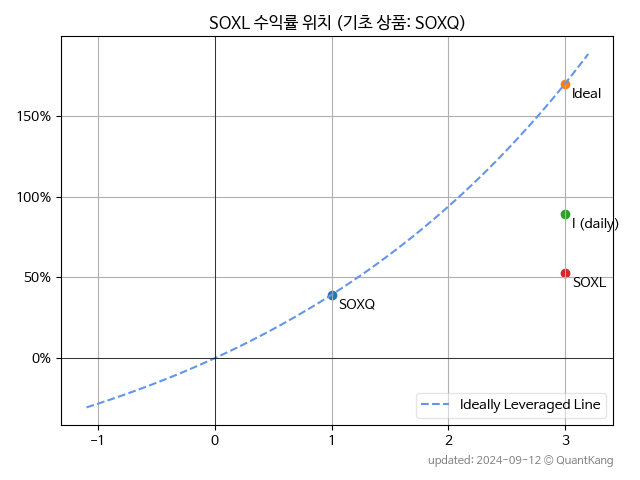 SOXL 수익률 위치 (기초 상품: SOXQ)
150%
100%
50%
0%
Ideal
I (daily)
SOXL
SOXQ
Ideally Leveraged Line
−1
0
1
2
3
updated: 2024-09-12 © QuantKang